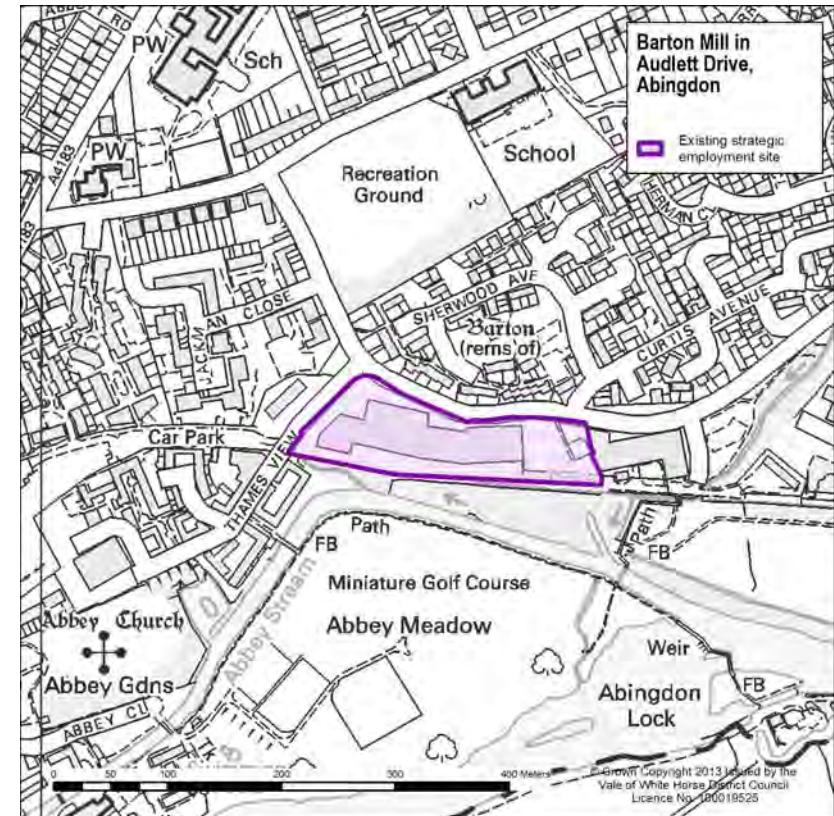 Barton Mill in
Audlett Drive,
Abingdon
Existing strategic
employment site
PW
Sch
PW
A4183
School
Recreation
Ground
SHERWOOD AVE
CURTIS AVENUE
Barton
(rems of)
JACKMAN CLOSE
Car Park
THAMES VIEW
Path
FB
Path
FB
Miniature Golf Course
Abbey Stream
Abbey Meadow
Abbey Church
Abbey Gdns
ABBEY CL
Weir
FB
Abingdon
Lock
0 50 100 200 300 400 Meters
© Crown Copyright 2013 Issued by the
Vale of White Horse District Council
Licence No. 100019525